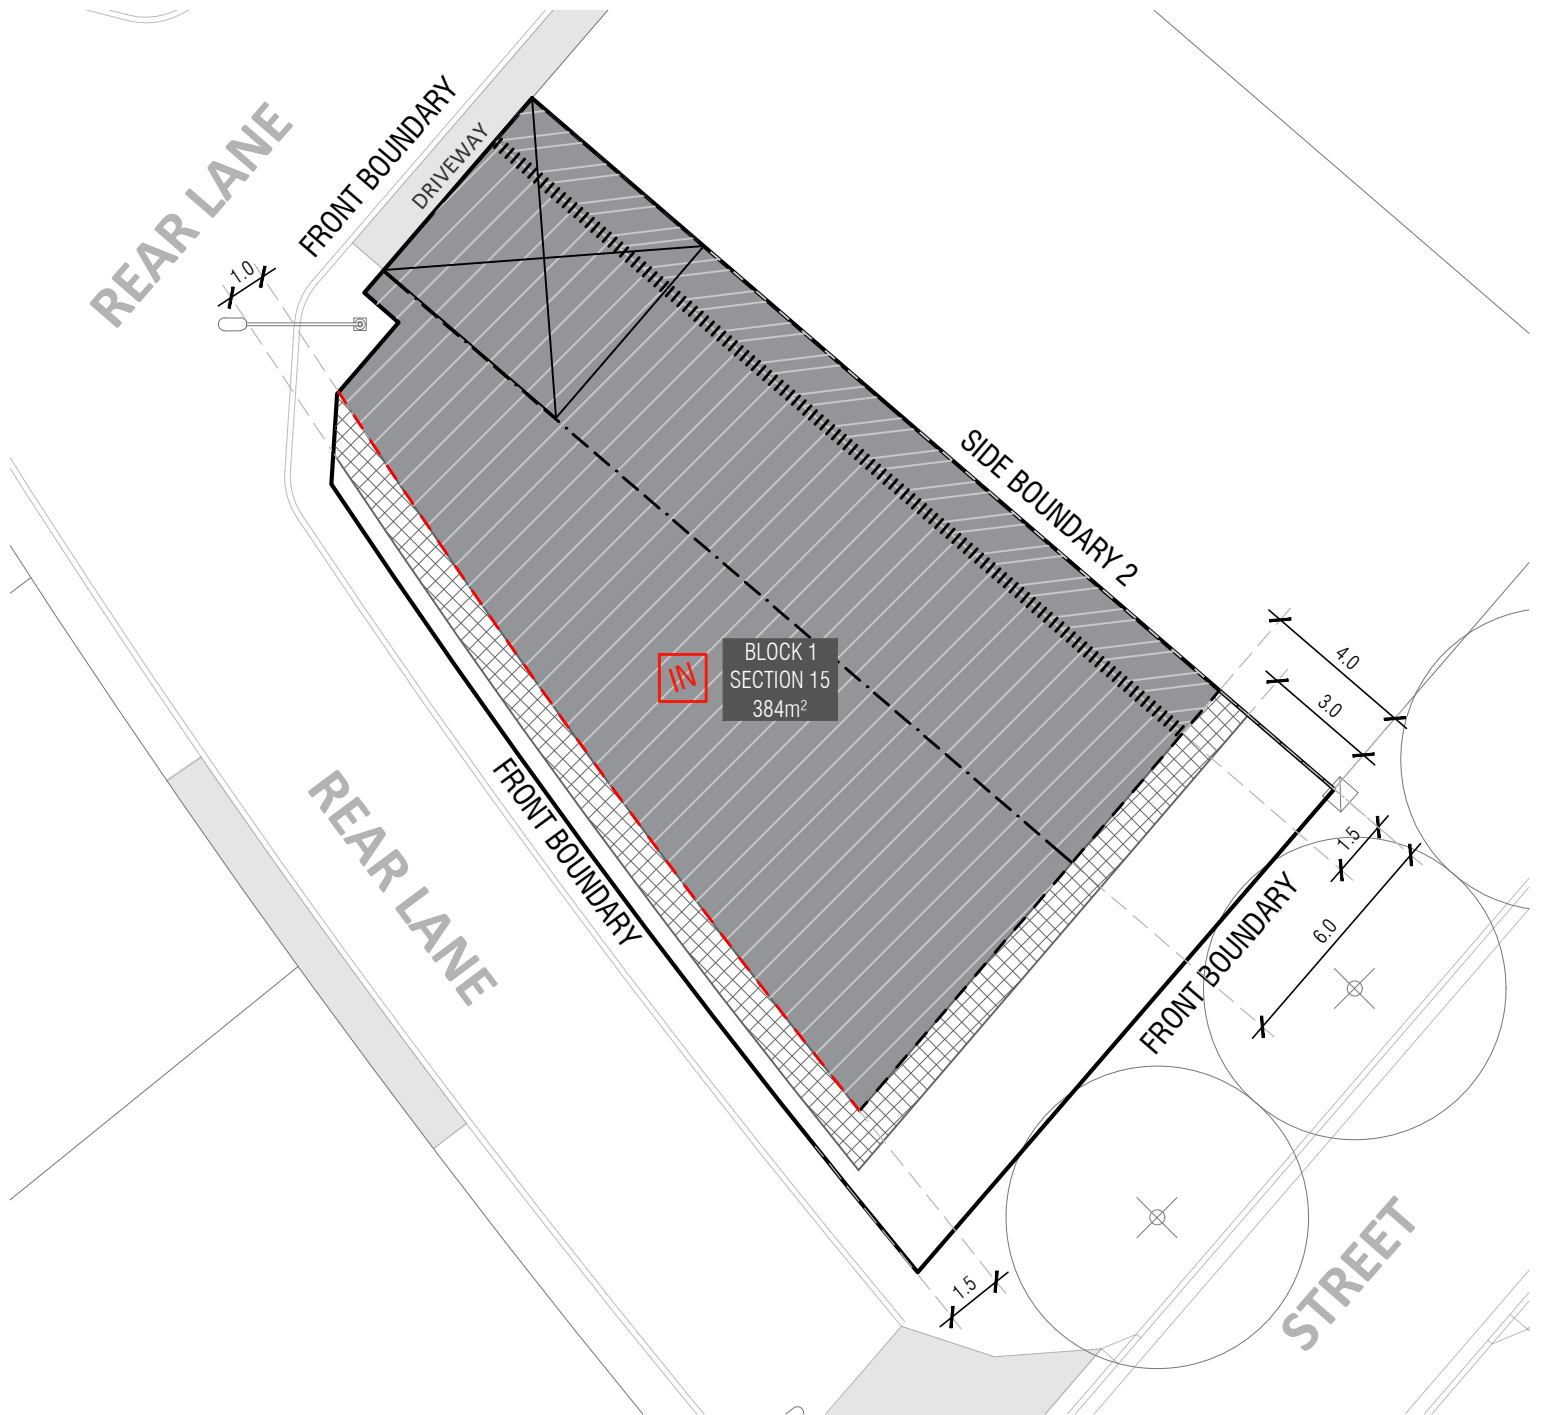 REAR LANE
FRONT BOUNDARY
DRIVEWAY
1.0
SIDE BOUNDARY 2
4.0
3.0
IN
BLOCK 1
SECTION 15
384m²
REAR LANE
FRONT BOUNDARY
1.5
6.0
FRONT BOUNDARY
1.5
STREET